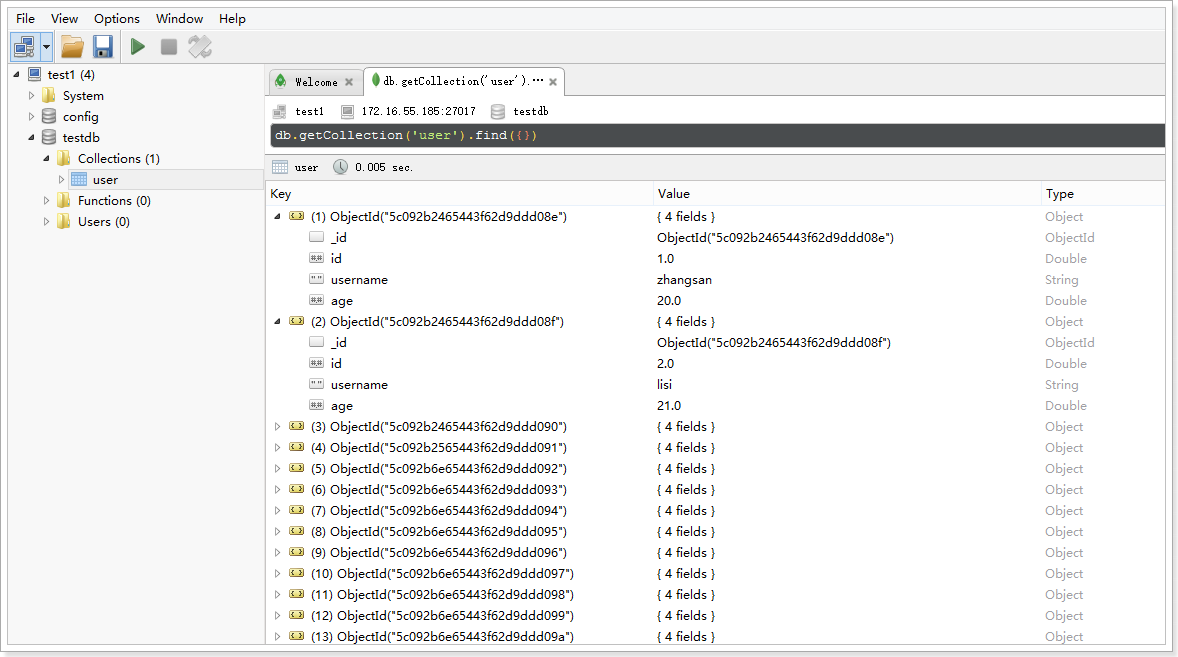 File View Options Window Help
test1 (4)
System
config
testdb
Collections (1)
user
Functions (0)
Users (0)
Welcome db.getCollection('user').···
test1 172.16.55.185:27017 testdb
db.getCollection('user').find({})
user 0.005 sec.
Key Value Type
(1) ObjectId("5c092b2465443f62d9ddd08e") { 4 fields } Object
_id ObjectId("5c092b2465443f62d9ddd08e") ObjectId
## id 1.0 Double
" " username zhangsan String
## age 20.0 Double
(2) ObjectId("5c092b2465443f62d9ddd08f") { 4 fields } Object
_id ObjectId("5c092b2465443f62d9ddd08f") ObjectId
## id 2.0 Double
" " username lisi String
## age 21.0 Double
(3) ObjectId("5c092b2465443f62d9ddd090") { 4 fields } Object
(4) ObjectId("5c092b2565443f62d9ddd091") { 4 fields } Object
(5) ObjectId("5c092b6e65443f62d9ddd092") { 4 fields } Object
(6) ObjectId("5c092b6e65443f62d9ddd093") { 4 fields } Object
(7) ObjectId("5c092b6e65443f62d9ddd094") { 4 fields } Object
(8) ObjectId("5c092b6e65443f62d9ddd095") { 4 fields } Object
(9) ObjectId("5c092b6e65443f62d9ddd096") { 4 fields } Object
(10) ObjectId("5c092b6e65443f62d9ddd097") { 4 fields } Object
(11) ObjectId("5c092b6e65443f62d9ddd098") { 4 fields } Object
(12) ObjectId("5c092b6e65443f62d9ddd099") { 4 fields } Object
(13) ObjectId("5c092b6e65443f62d9ddd09a") { 4 fields } Object